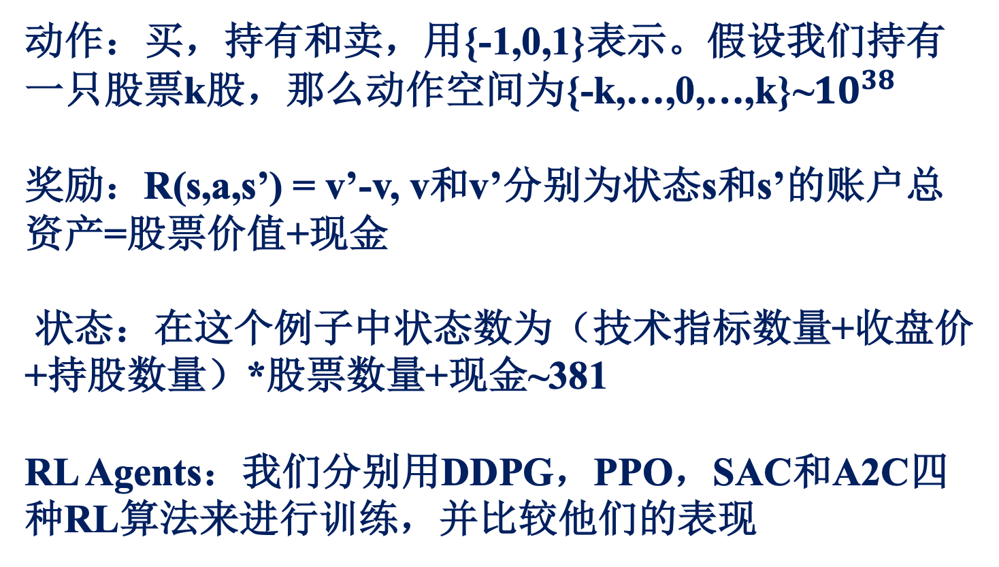 动作：买，持有和卖，用{-1,0,1}表示。假设我们持有
一只股票k股，那么动作空间为{-k,…,0,…,k}~10³⁸
奖励：R(s,a,s’) = v’-v, v和v’分别为状态s和s’的账户总
资产=股票价值+现金
状态：在这个例子中状态数为（技术指标数量+收盘价
+持股数量）*股票数量+现金~381
RL Agents：我们分别用DDPG，PPO，SAC和A2C四
种RL算法来进行训练，并比较他们的表现